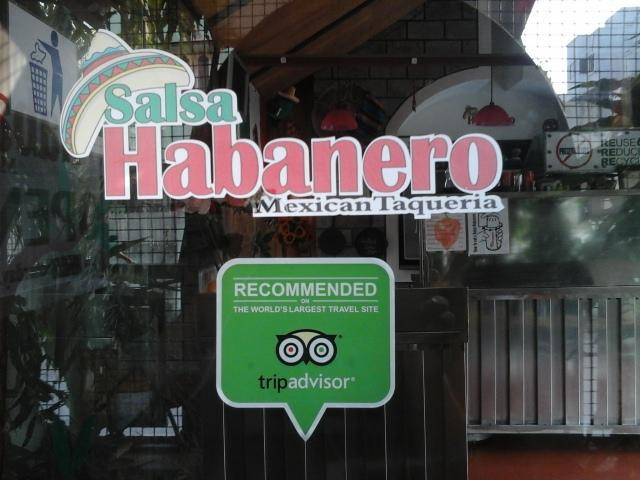 Salsa
Habanero
Mexican Taqueria
REUSE
REDUCE
RECYCLE
RECOMMENDED
ON
THE WORLD'S LARGEST TRAVEL SITE
tripadvisor®